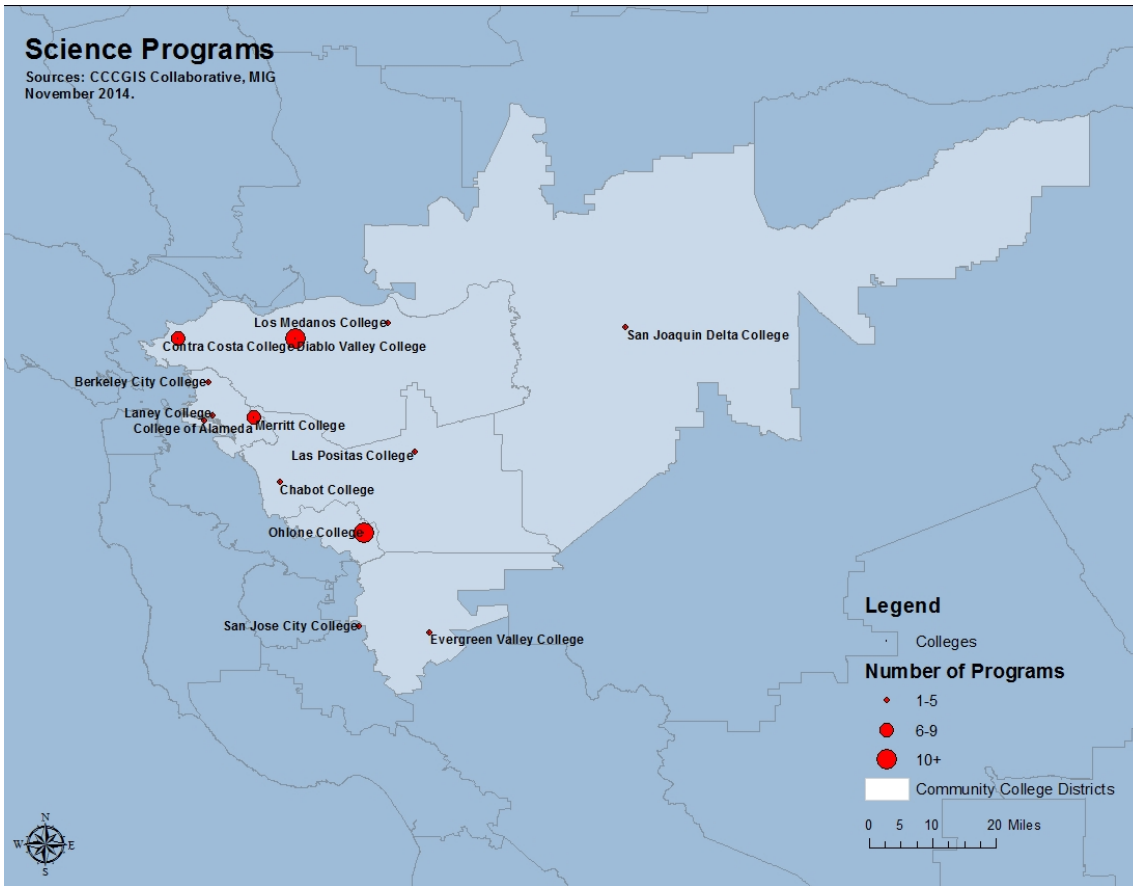 Science Programs
Sources: CCCGIS Collaborative, MIG
November 2014.
Los Medanos College
San Joaquin Delta College
Contra Costa College
Diablo Valley College
Berkeley City College
Laney College
College of Alameda
Merritt College
Las Positas College
Chabot College
Ohlone College
San Jose City College
Evergreen Valley College
Legend
Colleges
Number of Programs
1-5
6-9
10+
Community College Districts
0 5 10 20 Miles
N
W E
S